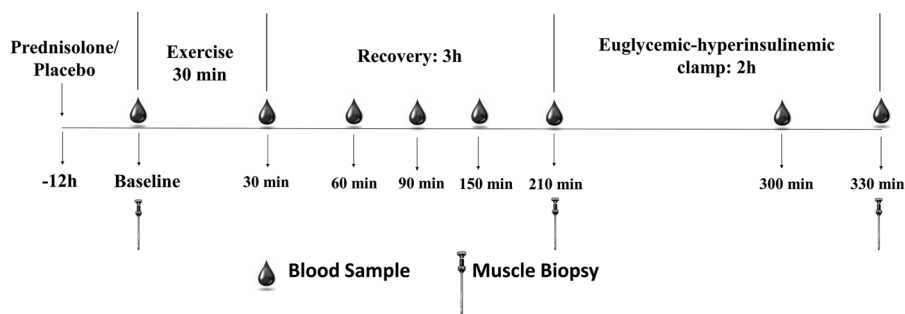 Prednisolone/
Placebo
Exercise
30 min
Recovery: 3h
Euglycemic-hyperinsulinemic
clamp: 2h
-12h
Baseline
30 min
60 min
90 min
150 min
210 min
300 min
330 min
Blood Sample
Muscle Biopsy